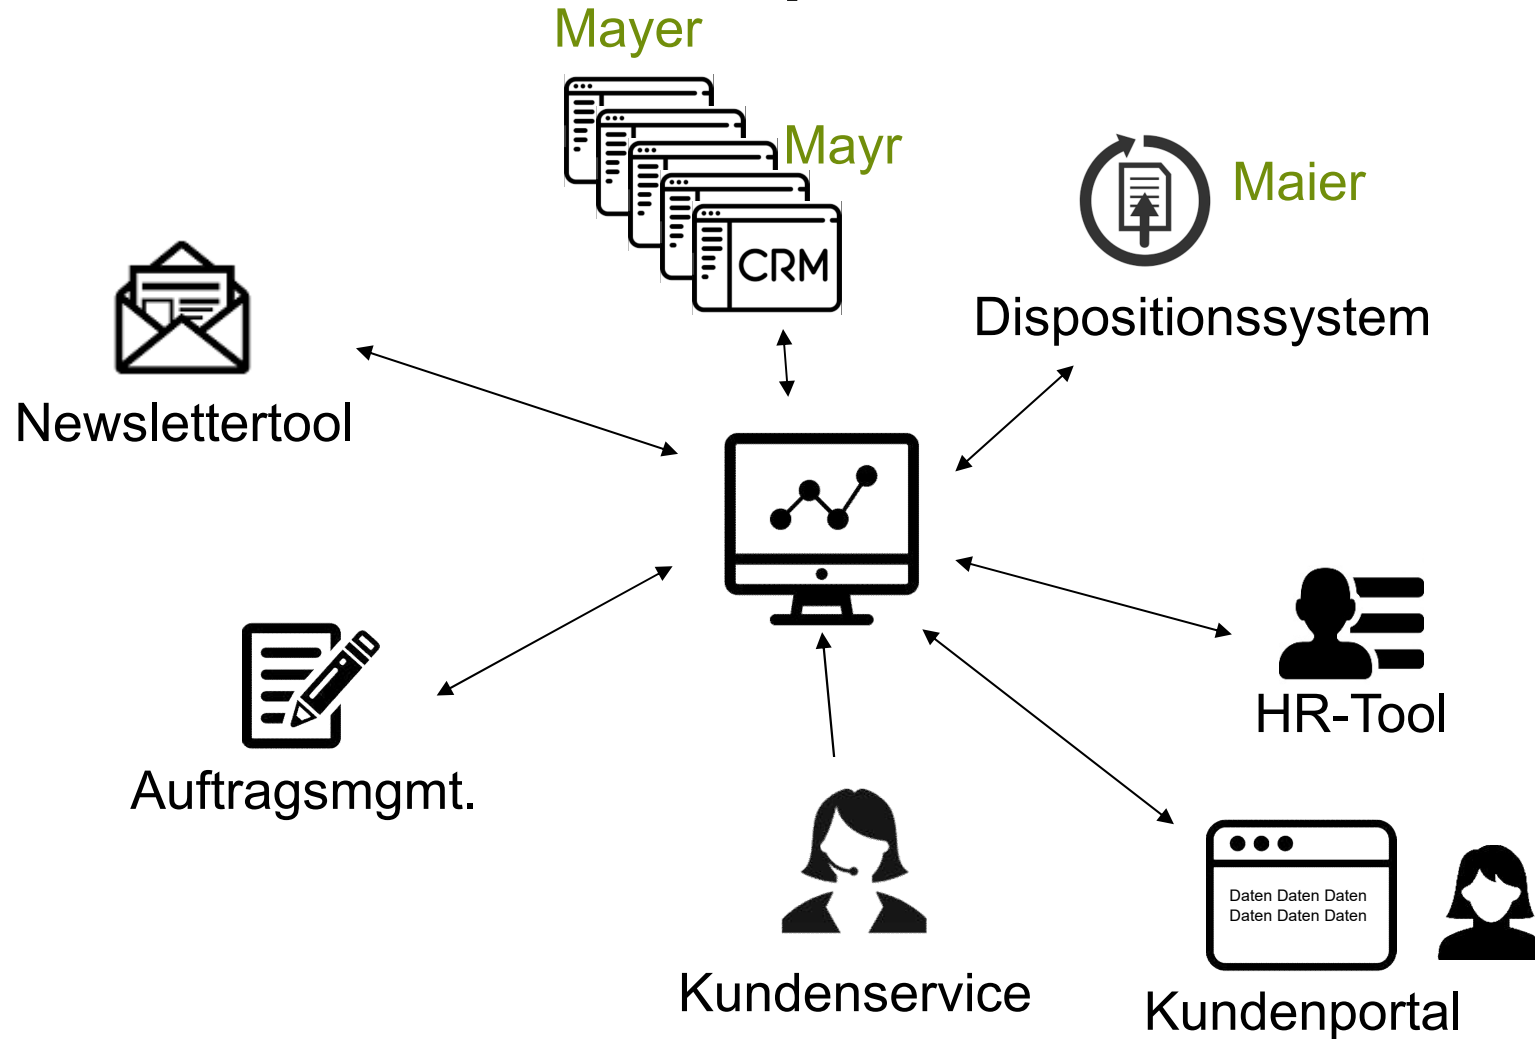 Mayer
Mayr
Maier
CRM
Dispositionssystem
Newslettertool
HR-Tool
Auftragsmgmt.
Daten Daten Daten
Daten Daten Daten
Kundenservice
Kundenportal